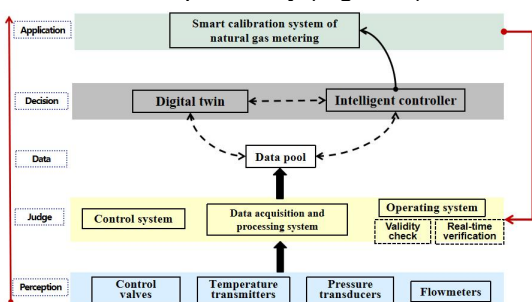 Application
Smart calibration system of
natural gas metering
Decision
Digital twin
Intelligent controller
Data
Data pool
Judge
Control system
Data acquisition and
processing system
Operating system
Validity
check
Real-time
verification
Perception
Control
valves
Temperature
transmitters
Pressure
transducers
Flowmeters